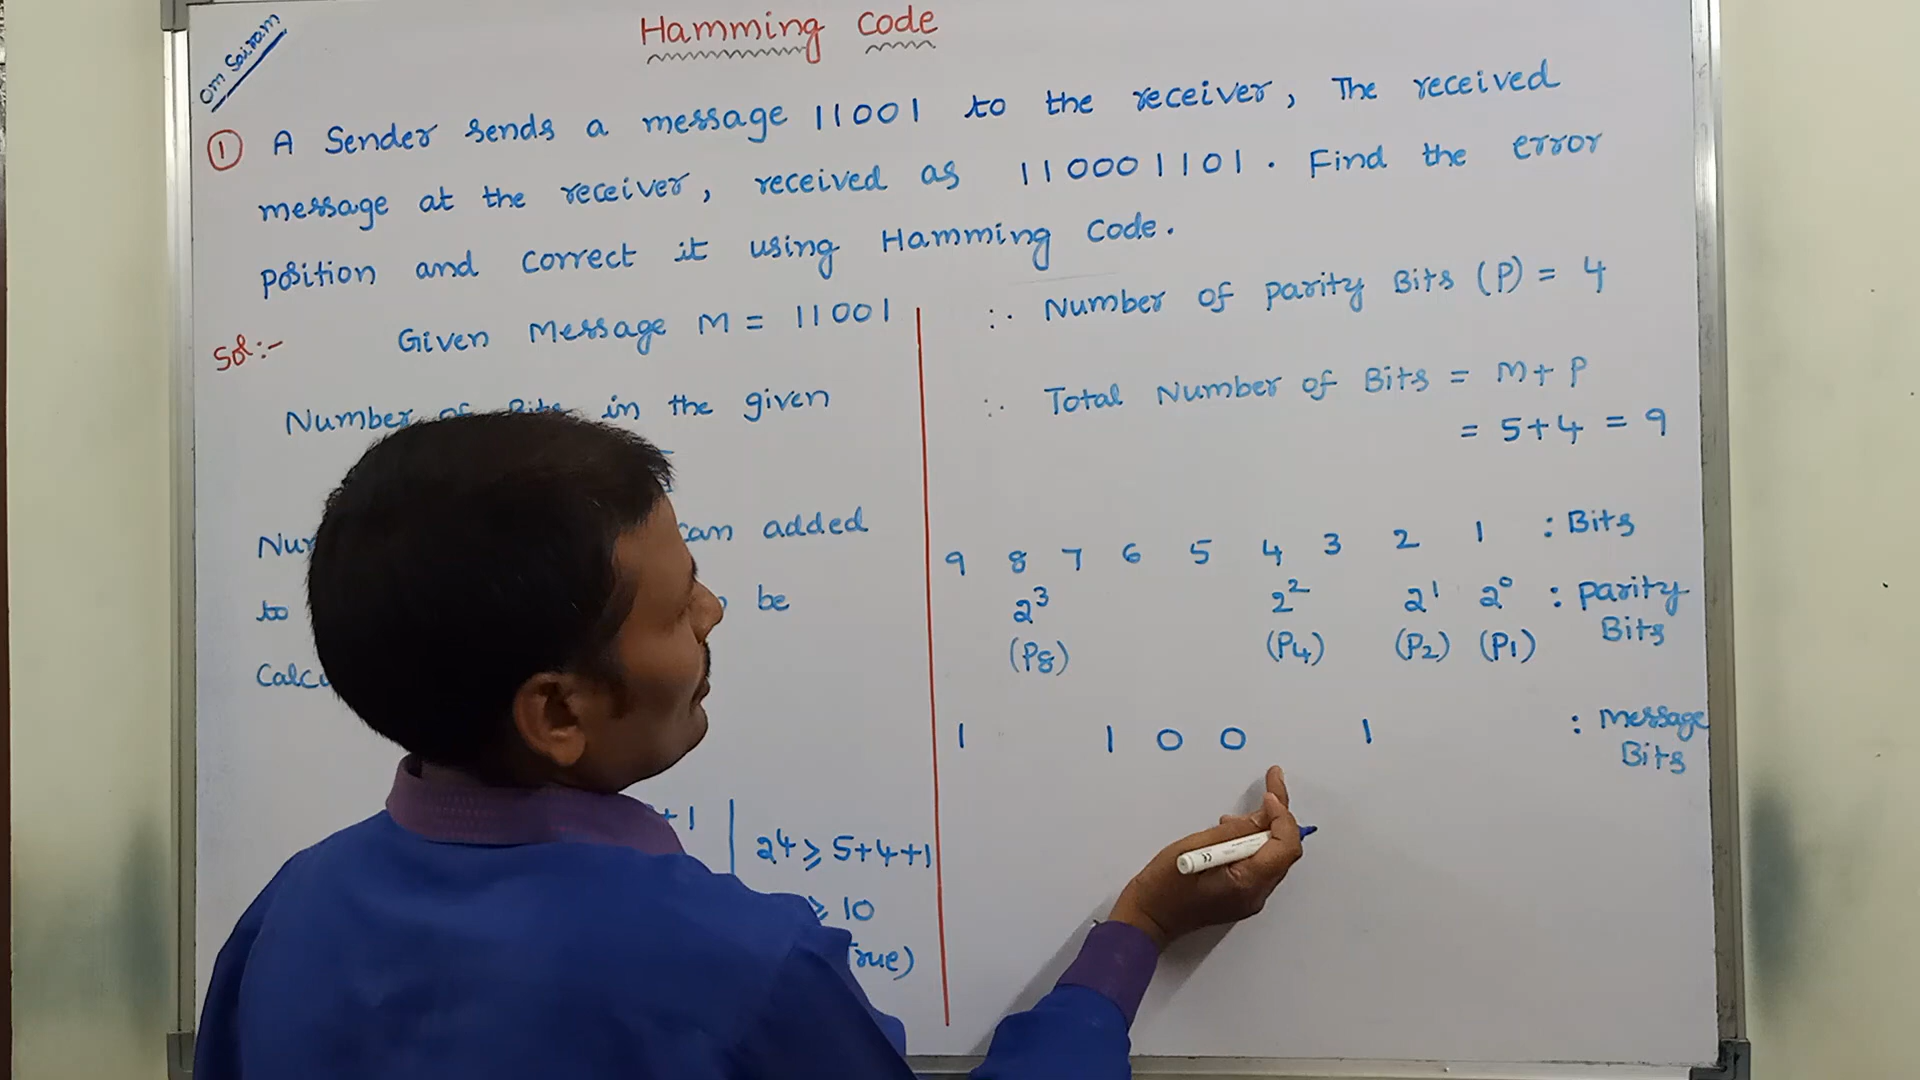 Om Sairam
Hamming Code
① A Sender sends a message 11001 to the receiver, The received
message at the receiver, received as 110001101. Find the error
position and correct it using Hamming Code.
Sol:- Given Message M = 11001
Number of Bits in the given
can added
to be
2⁴ ⩾ 5+4+1
⩾ 10
True)
∴ Number of parity Bits (P) = 4
∴ Total Number of Bits = M+P
= 5+4 = 9
9 8 7 6 5 4 3 2 1 : Bits
2³ 2² 2¹ 2⁰ : Parity Bits
(P8) (P4) (P2) (P1)
1 1 0 0 1 : Message Bits